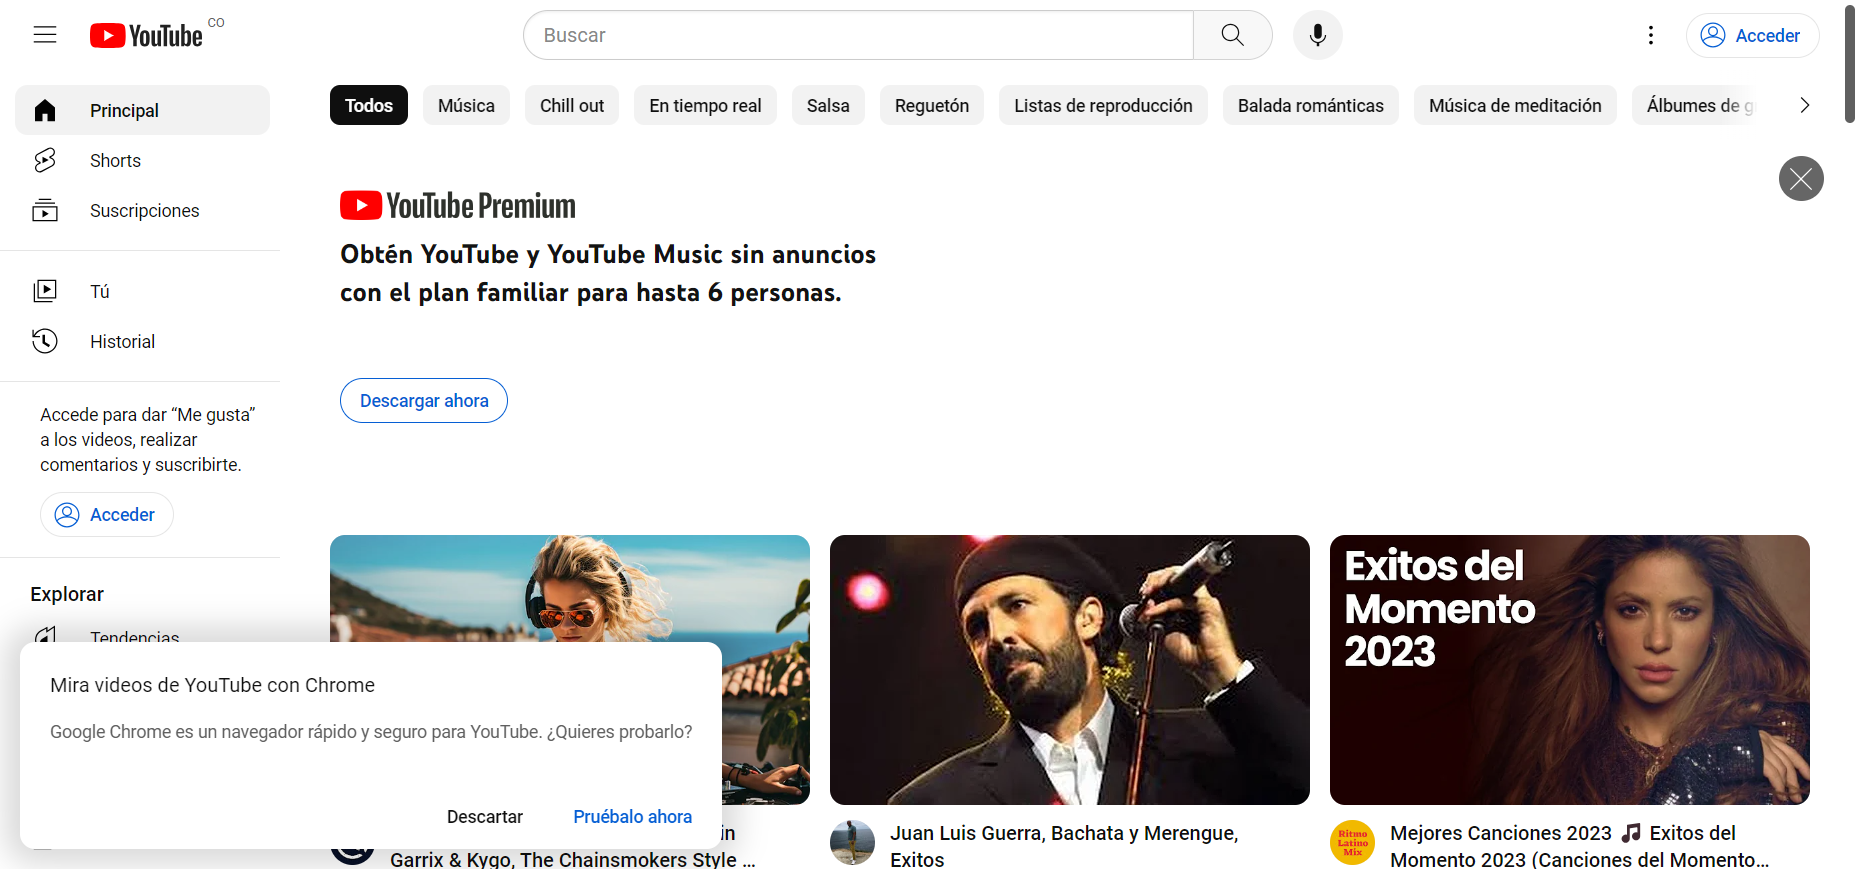 YouTube CO
Buscar
Acceder
Principal
Shorts
Suscripciones
Tú
Historial
Accede para dar “Me gusta”
a los videos, realizar
comentarios y suscribirte.
Acceder
Explorar
Tendencias
Todos
Música
Chill out
En tiempo real
Salsa
Reguetón
Listas de reproducción
Balada románticas
Música de meditación
Álbumes de g
YouTube Premium
Obtén YouTube y YouTube Music sin anuncios
con el plan familiar para hasta 6 personas.
Descargar ahora
Exitos del
Momento
2023
in
Garrix & Kygo, The Chainsmokers Style ...
Juan Luis Guerra, Bachata y Merengue,
Exitos
Ritmo
Latino
Mix
Mejores Canciones 2023 🎵 Exitos del
Momento 2023 (Canciones del Momento...
Mira videos de YouTube con Chrome
Google Chrome es un navegador rápido y seguro para YouTube. ¿Quieres probarlo?
Descartar
Pruébalo ahora